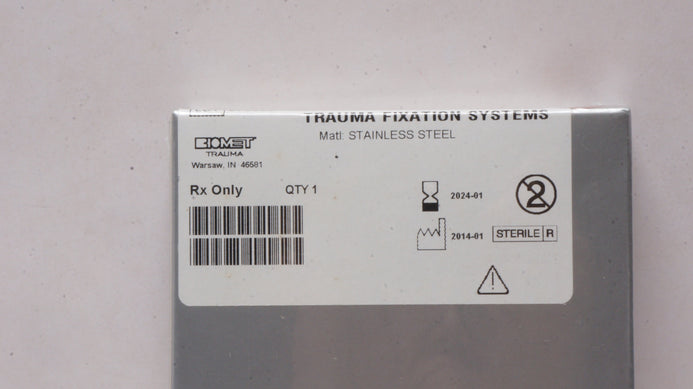 TRAUMA FIXATION SYSTEMS
Matl: STAINLESS STEEL
BIOMET
TRAUMA
Warsaw, IN 46581
Rx Only QTY 1
2024-01
2
2014-01
STERILE R